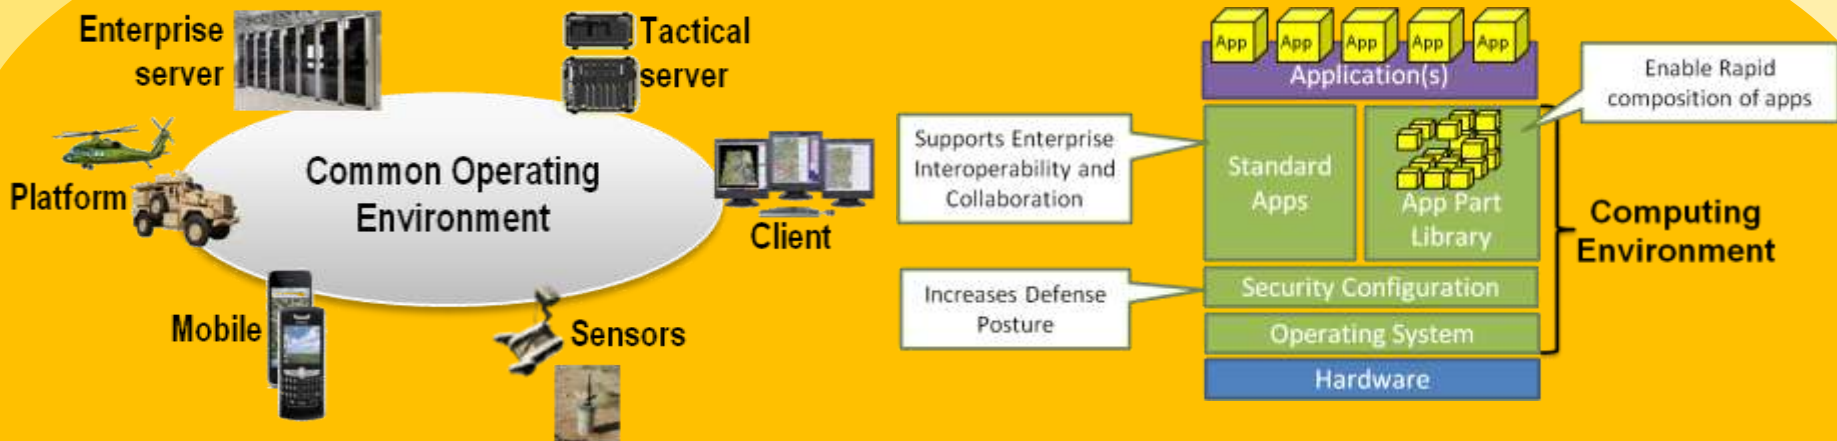 Enterprise
server
Tactical
server
Common Operating
Environment
Platform
Client
Mobile
Sensors
App App App App App
Application(s)
Enable Rapid
composition of apps
Supports Enterprise
Interoperability and
Collaboration
Standard
Apps
App Part
Library
Computing
Environment
Increases Defense
Posture
Security Configuration
Operating System
Hardware